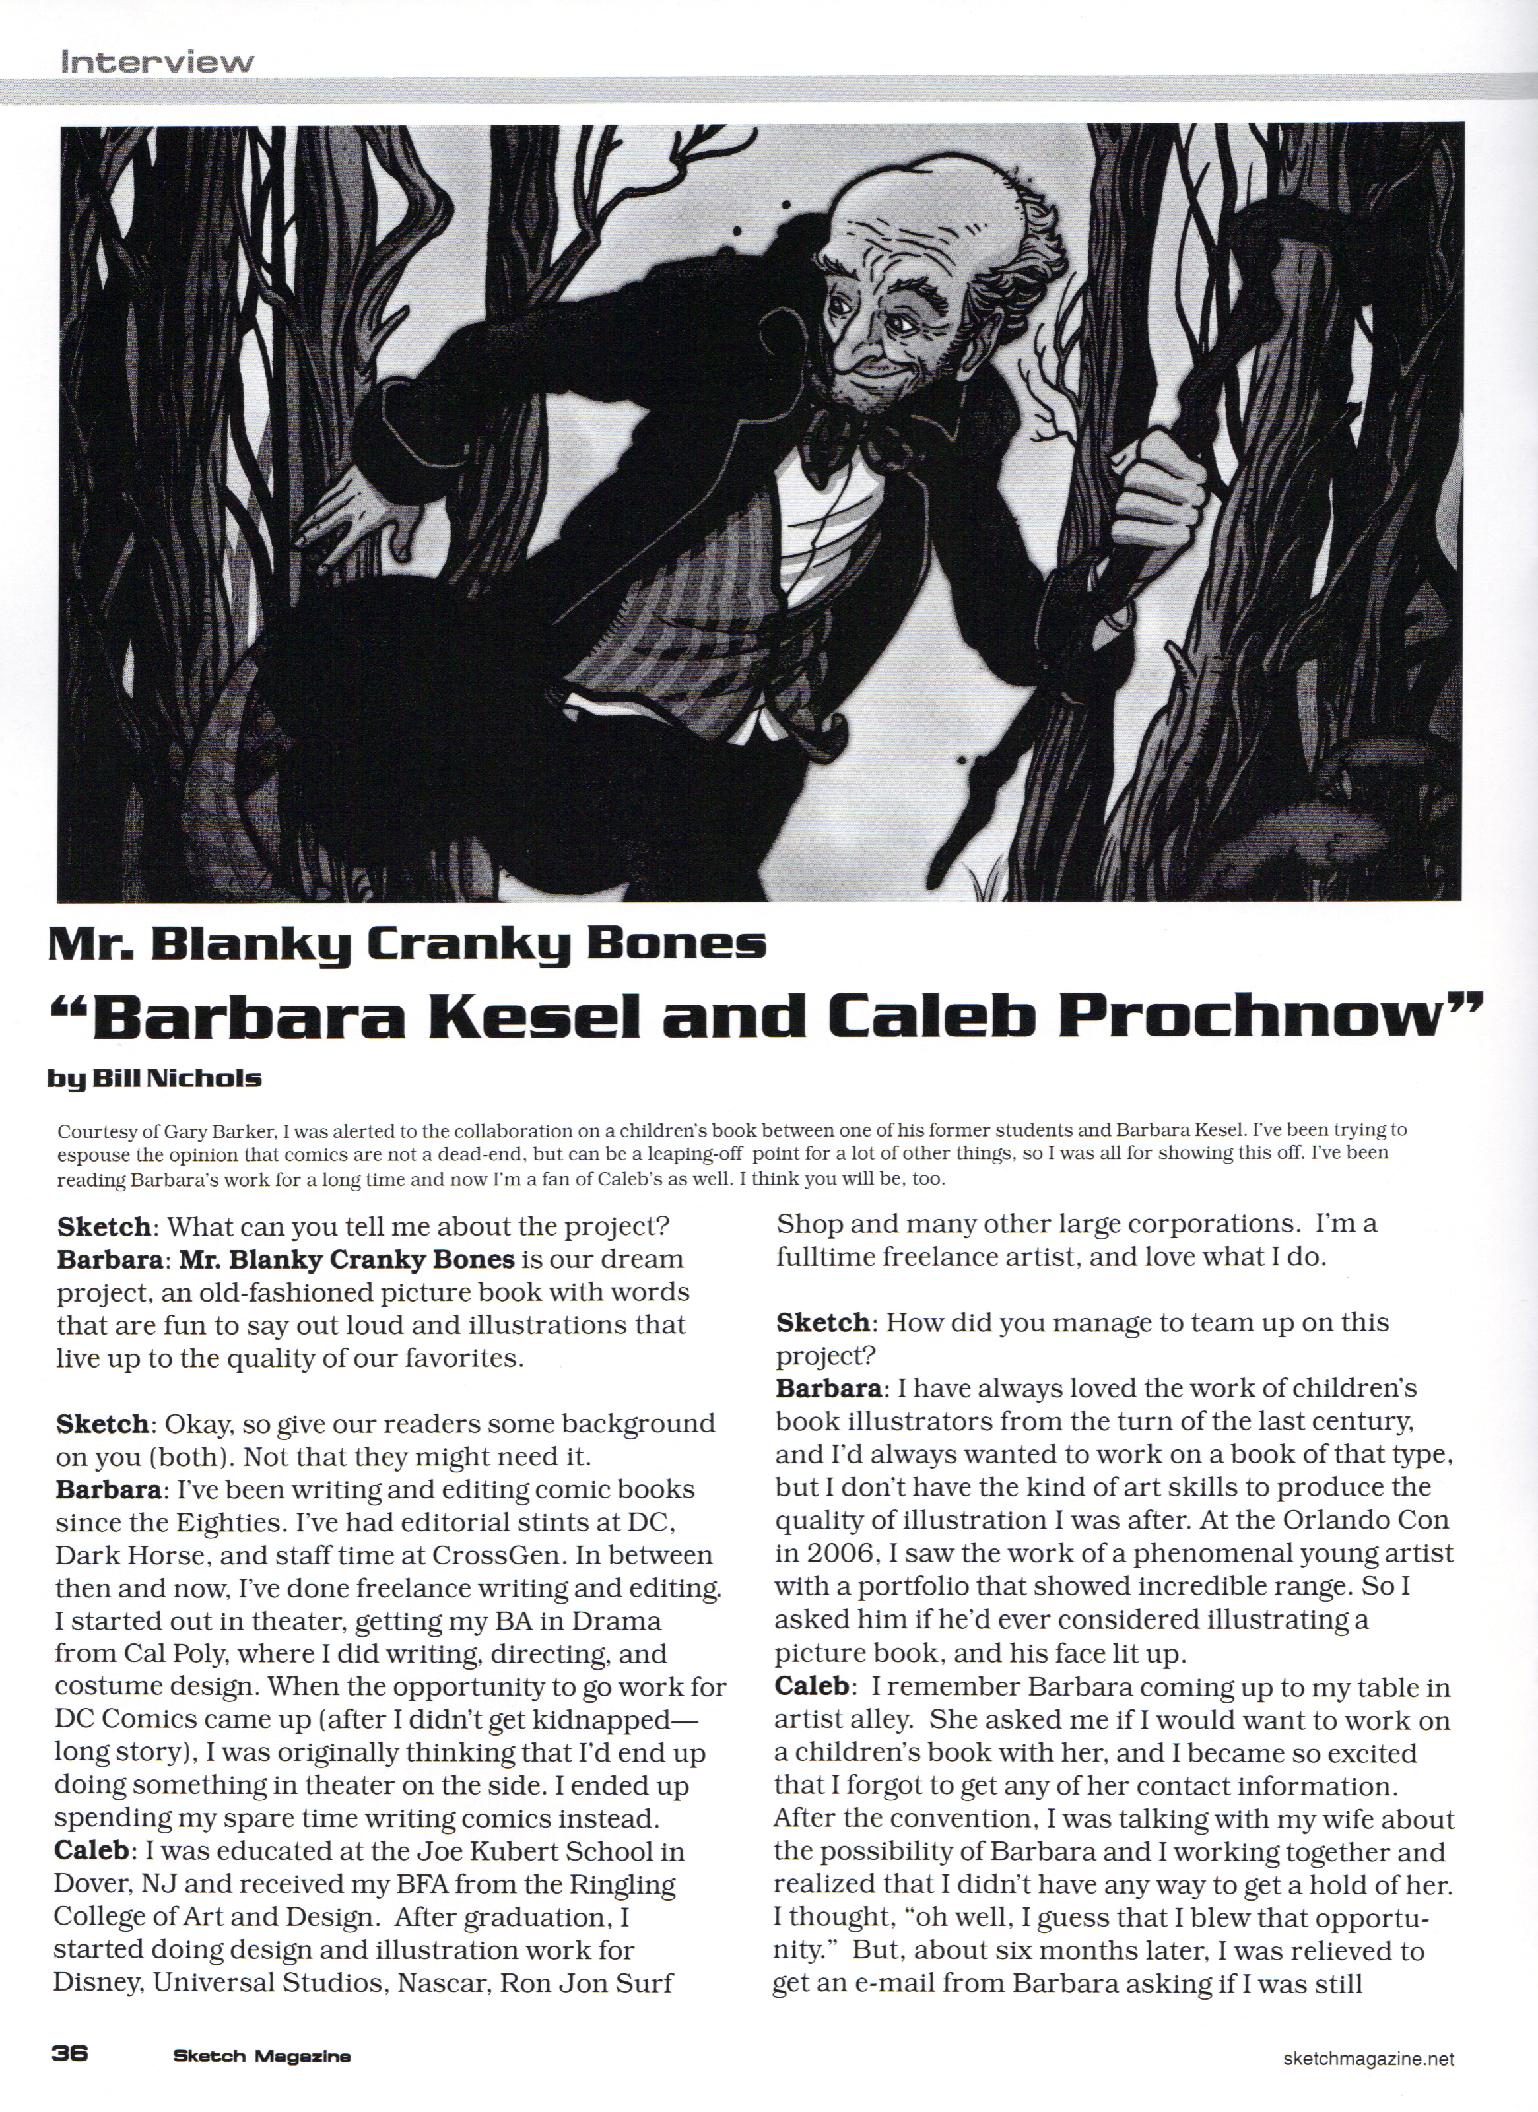 Interview
Mr. Blanky Cranky Bones
“Barbara Kesel and Caleb Prochnow”
by Bill Nichols
Courtesy of Gary Barker, I was alerted to the collaboration on a children's book between one of his former students and Barbara Kesel. I've been trying to
espouse the opinion that comics are not a dead-end, but can be a leaping-off point for a lot of other things, so I was all for showing this off. I've been
reading Barbara's work for a long time and now I'm a fan of Caleb's as well. I think you will be, too.
Sketch: What can you tell me about the project?
Barbara: Mr. Blanky Cranky Bones is our dream
project, an old-fashioned picture book with words
that are fun to say out loud and illustrations that
live up to the quality of our favorites.
Sketch: Okay, so give our readers some background
on you (both). Not that they might need it.
Barbara: I've been writing and editing comic books
since the Eighties. I've had editorial stints at DC,
Dark Horse, and staff time at CrossGen. In between
then and now, I've done freelance writing and editing.
I started out in theater, getting my BA in Drama
from Cal Poly, where I did writing, directing, and
costume design. When the opportunity to go work for
DC Comics came up (after I didn't get kidnapped—
long story), I was originally thinking that I'd end up
doing something in theater on the side. I ended up
spending my spare time writing comics instead.
Caleb: I was educated at the Joe Kubert School in
Dover, NJ and received my BFA from the Ringling
College of Art and Design.  After graduation, I
started doing design and illustration work for
Disney, Universal Studios, Nascar, Ron Jon Surf
Shop and many other large corporations.  I'm a
fulltime freelance artist, and love what I do.
Sketch: How did you manage to team up on this
project?
Barbara: I have always loved the work of children's
book illustrators from the turn of the last century,
and I'd always wanted to work on a book of that type,
but I don't have the kind of art skills to produce the
quality of illustration I was after. At the Orlando Con
in 2006, I saw the work of a phenomenal young artist
with a portfolio that showed incredible range. So I
asked him if he'd ever considered illustrating a
picture book, and his face lit up.
Caleb:  I remember Barbara coming up to my table in
artist alley.  She asked me if I would want to work on
a children's book with her, and I became so excited
that I forgot to get any of her contact information.
After the convention, I was talking with my wife about
the possibility of Barbara and I working together and
realized that I didn't have any way to get a hold of her.
I thought, “oh well, I guess that I blew that opportu-
nity.”  But, about six months later, I was relieved to
get an e-mail from Barbara asking if I was still
36 Sketch Magazine
sketchmagazine.net